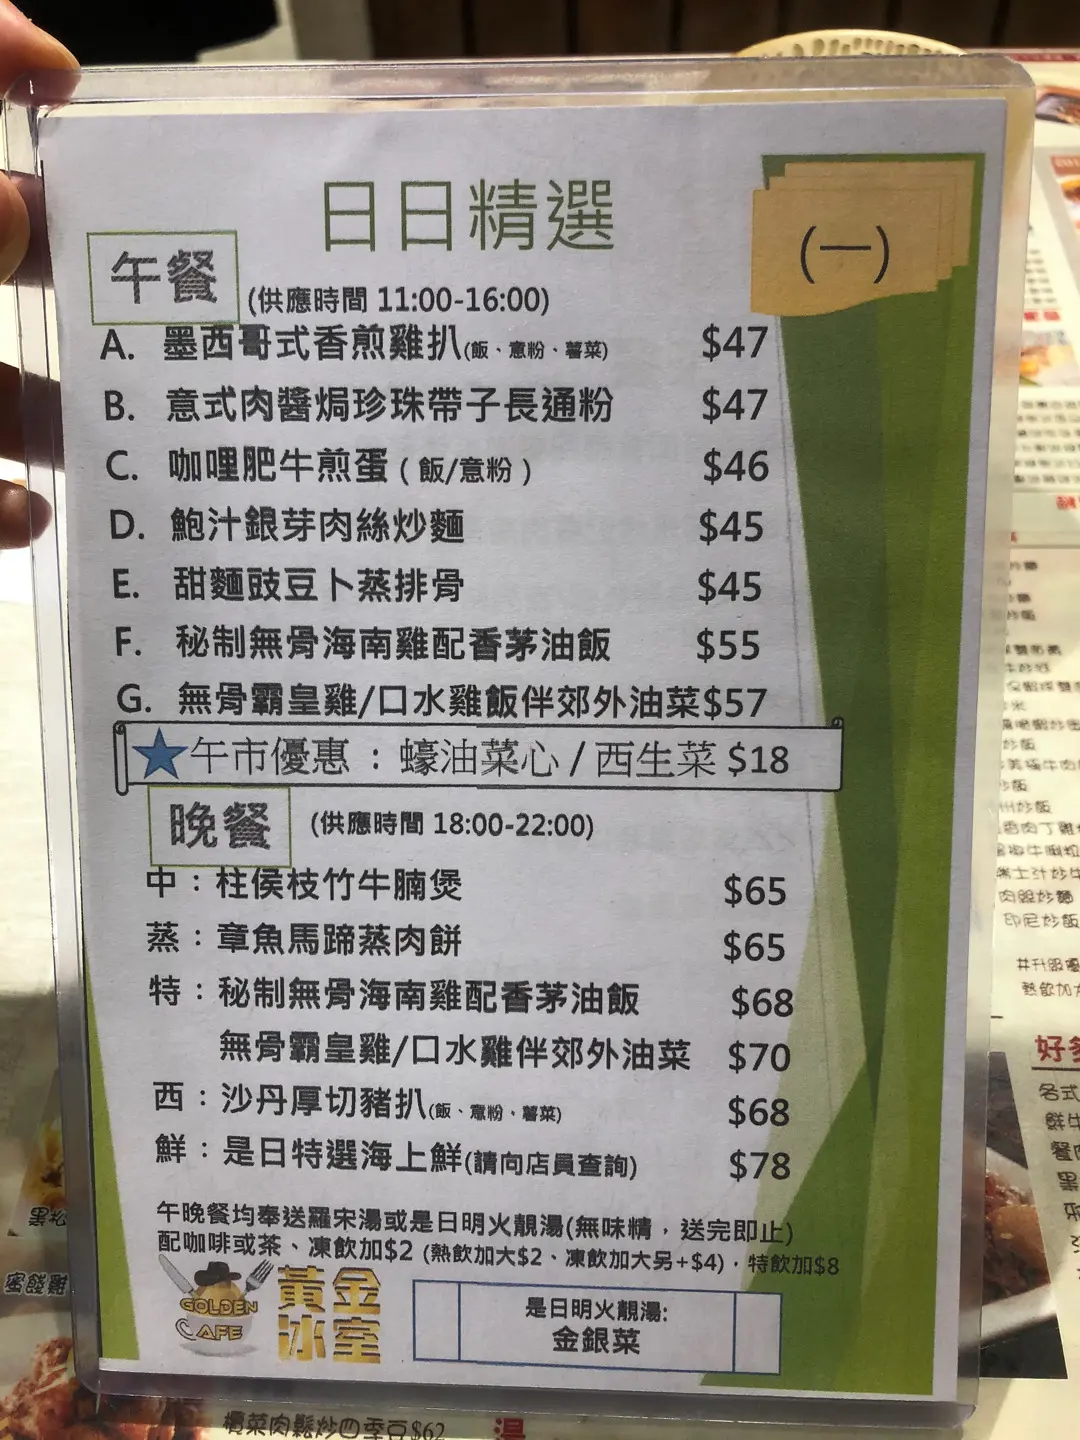 日日精選
(一)
午餐 (供應時間 11:00-16:00)
A. 墨西哥式香煎雞扒(飯、意粉、薯菜) $47
B. 意式肉醬焗珍珠帶子長通粉 $47
C. 咖哩肥牛煎蛋 ( 飯/意粉 ) $46
D. 鮑汁銀芽肉絲炒麵 $45
E. 甜麵豉豆卜蒸排骨 $45
F. 秘制無骨海南雞配香茅油飯 $55
G. 無骨霸皇雞/口水雞飯伴郊外油菜$57
★午市優惠 : 蠔油菜心 / 西生菜 $18
晚餐 (供應時間 18:00-22:00)
中：柱侯枝竹牛腩煲 $65
蒸：章魚馬蹄蒸肉餅 $65
特：秘制無骨海南雞配香茅油飯 $68
無骨霸皇雞/口水雞伴郊外油菜 $70
西：沙丹厚切豬扒(飯、意粉、薯菜) $68
鮮：是日特選海上鮮(請向店員查詢) $78
午晚餐均奉送羅宋湯或是日明火靚湯(無味精，送完即止)
配咖啡或茶、凍飲加$2 (熱飲加大$2、凍飲加大另+$4)，特飲加$8
GOLDEN CAFE
黃金冰室
是日明火靚湯:
金銀菜
欖菜肉鬆炒四季豆$62